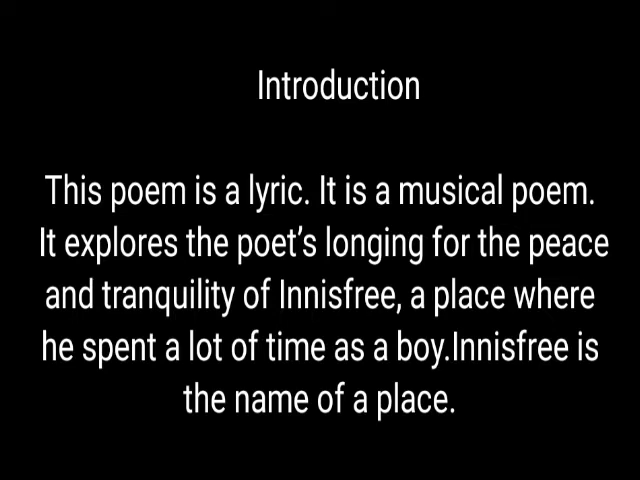 Introduction
This poem is a lyric. It is a musical poem.
It explores the poet’s longing for the peace
and tranquility of Innisfree, a place where
he spent a lot of time as a boy.Innisfree is
the name of a place.